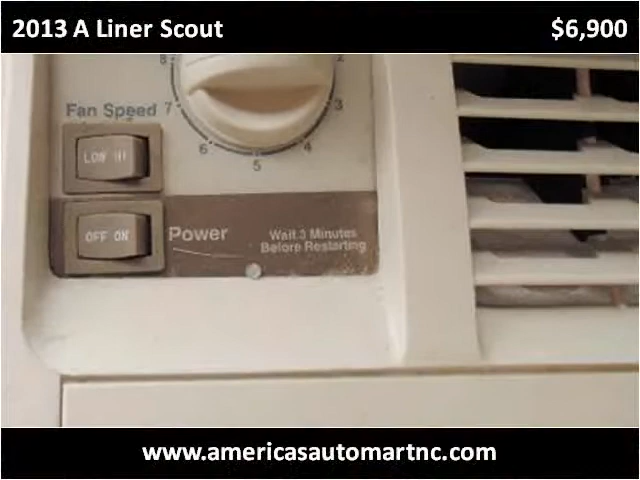 2013 A Liner Scout $6,900
8 2
Fan Speed 7 3
6 5 4
LOW HI
OFF ON Power Wait 3 Minutes
Before Restarting
www.americasautomartnc.com